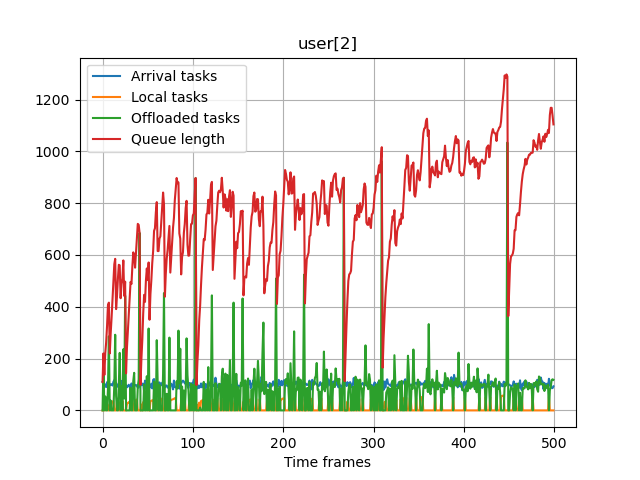 user[2]
Arrival tasks
Local tasks
Offloaded tasks
Queue length
1200
1000
800
600
400
200
0
0 100 200 300 400 500
Time frames